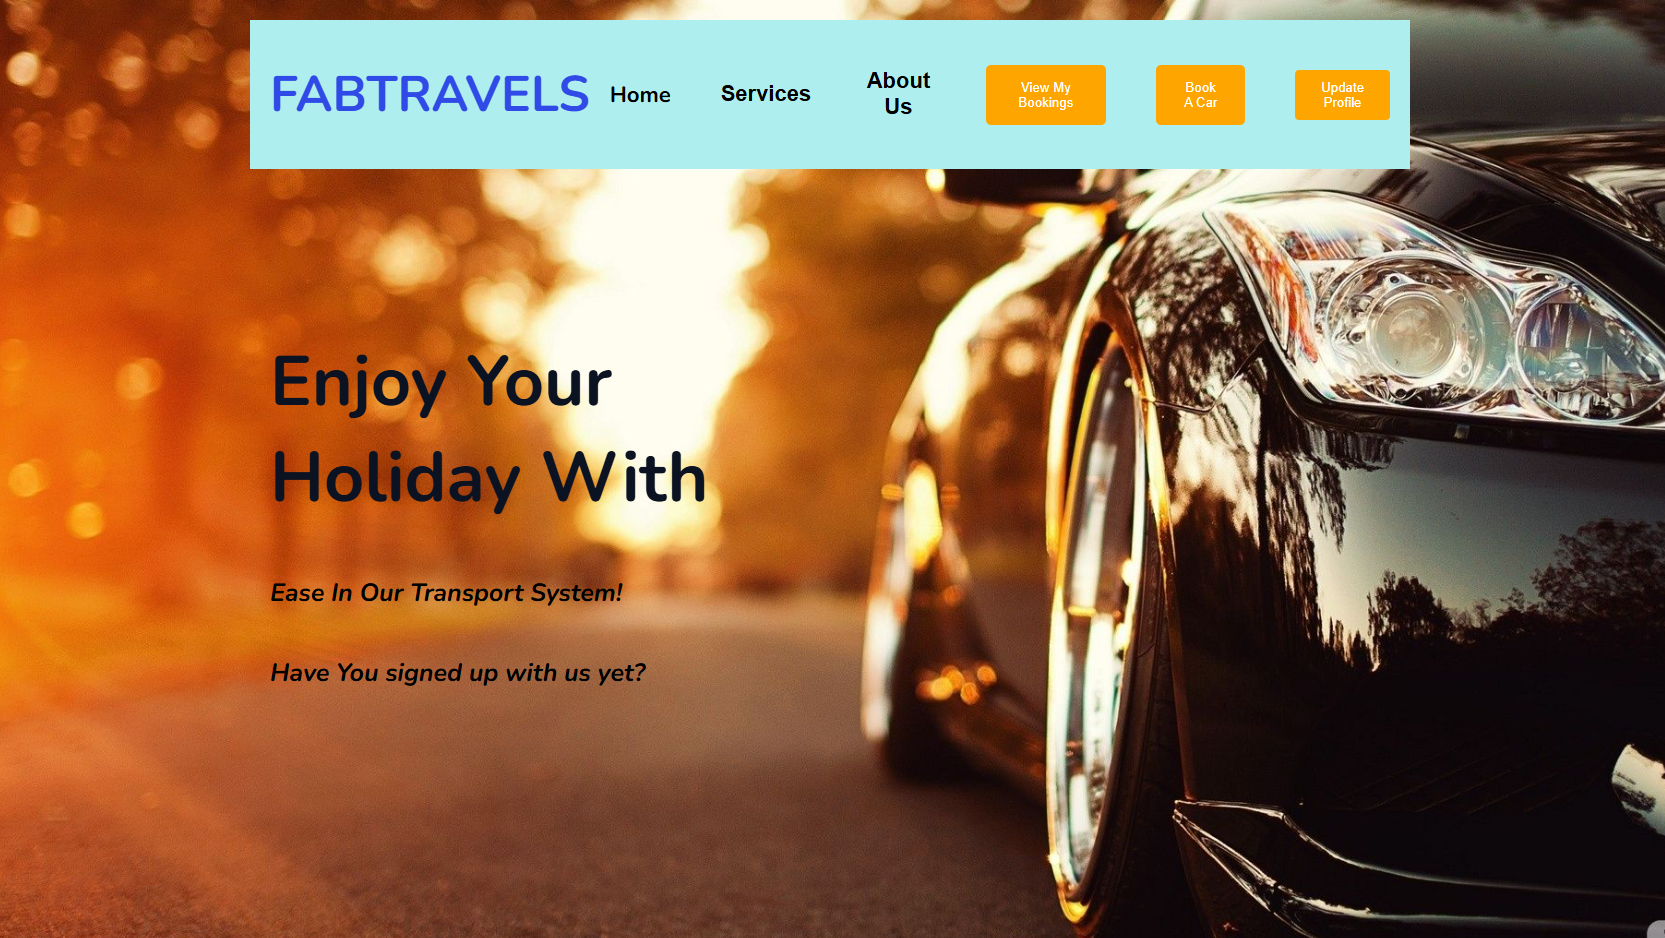 FABTRAVELS
Home
Services
About
Us
View My
Bookings
Book
A Car
Update
Profile
Enjoy Your
Holiday With
Ease In Our Transport System!
Have You signed up with us yet?